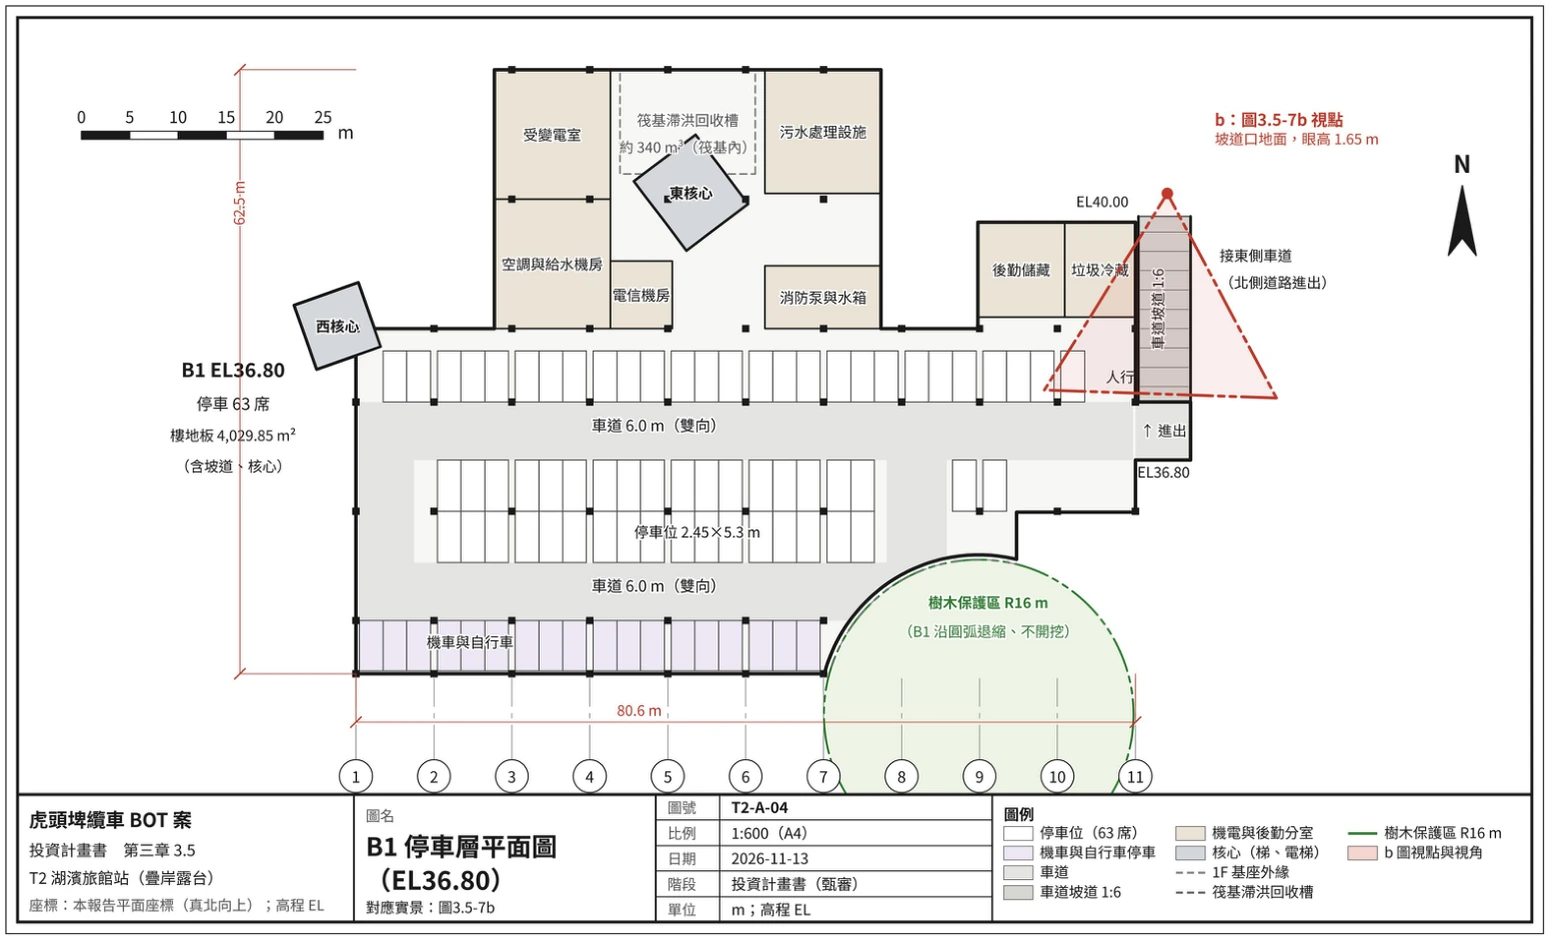 0 5 10 15 20 25 m
62.5 m
受變電室
筏基滯洪回收槽
約 340 m³（筏基內）
污水處理設施
東核心
空調與給水機房
電信機房
消防泵與水箱
西核心
b：圖3.5-7b 視點
坡道口地面，眼高 1.65 m
N
EL40.00
後勤儲藏
垃圾冷藏
車道坡道 1:6
接東側車道
（北側道路進出）
人行
B1 EL36.80
停車 63 席
樓地板 4,029.85 m²
（含坡道、核心）
車道 6.0 m（雙向）
↑ 進出
EL36.80
停車位 2.45×5.3 m
車道 6.0 m（雙向）
樹木保護區 R16 m
（B1 沿圓弧退縮、不開挖）
機車與自行車
80.6 m
1 2 3 4 5 6 7 8 9 10 11
虎頭埤纜車 BOT 案
投資計畫書　第三章 3.5
T2 湖濱旅館站（疊岸露台）
座標：本報告平面座標（真北向上）；高程 EL
圖名
B1 停車層平面圖
（EL36.80）
對應實景：圖3.5-7b
圖號 T2-A-04
比例 1:600（A4）
日期 2026-11-13
階段 投資計畫書（甄審）
單位 m；高程 EL
圖例
停車位（63 席）
機車與自行車停車
車道
車道坡道 1:6
機電與後勤分室
核心（梯、電梯）
1F 基座外緣
筏基滯洪回收槽
樹木保護區 R16 m
b 圖視點與視角